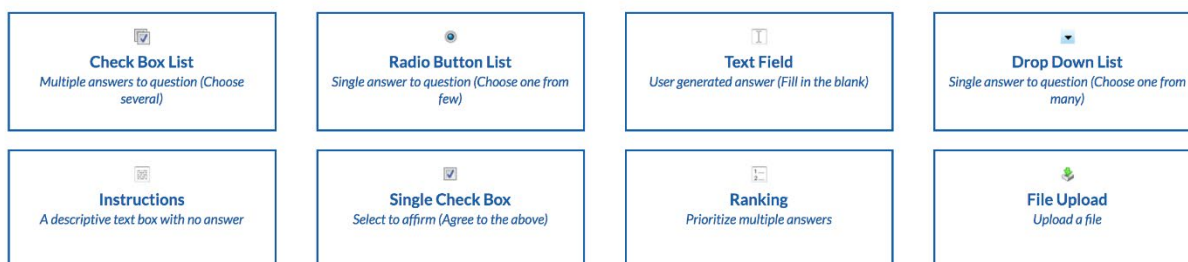 Check Box List
Multiple answers to question (Choose
several)
Radio Button List
Single answer to question (Choose one from
few)
Text Field
User generated answer (Fill in the blank)
Drop Down List
Single answer to question (Choose one from
many)
Instructions
A descriptive text box with no answer
Single Check Box
Select to affirm (Agree to the above)
Ranking
Prioritize multiple answers
File Upload
Upload a file